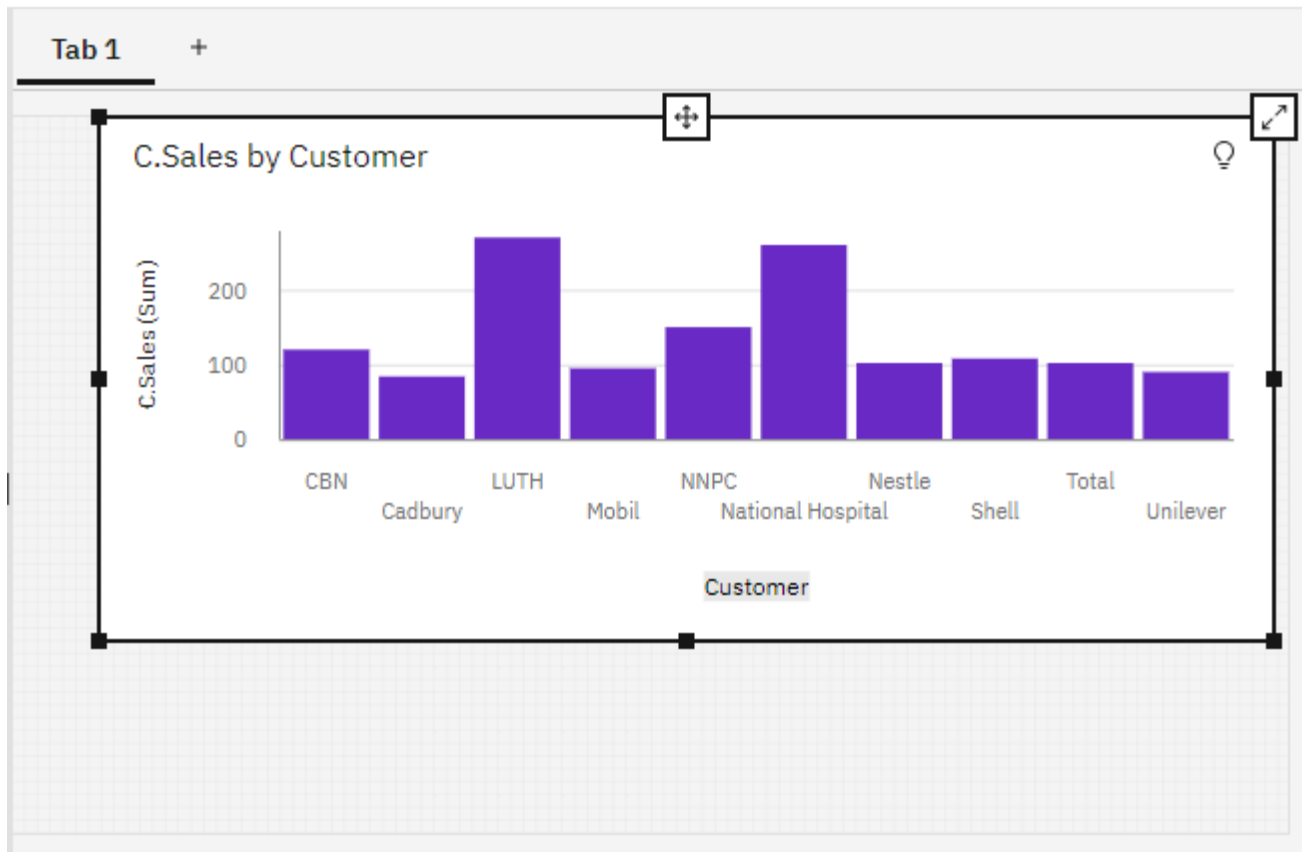 Tab 1 +
C.Sales by Customer
C.Sales (Sum)
200
100
0
CBN LUTH NNPC Nestle Total
Cadbury Mobil National Hospital Shell Unilever
Customer